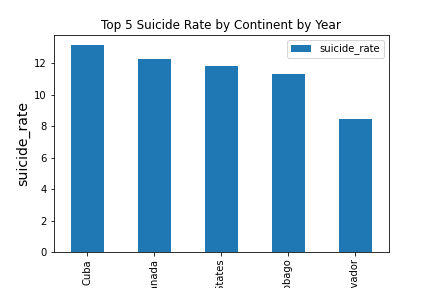 Top 5 Suicide Rate by Continent by Year
suicide_rate
suicide_rate
12
10
8
6
4
2
0
Cuba
nada
States
obago
vador